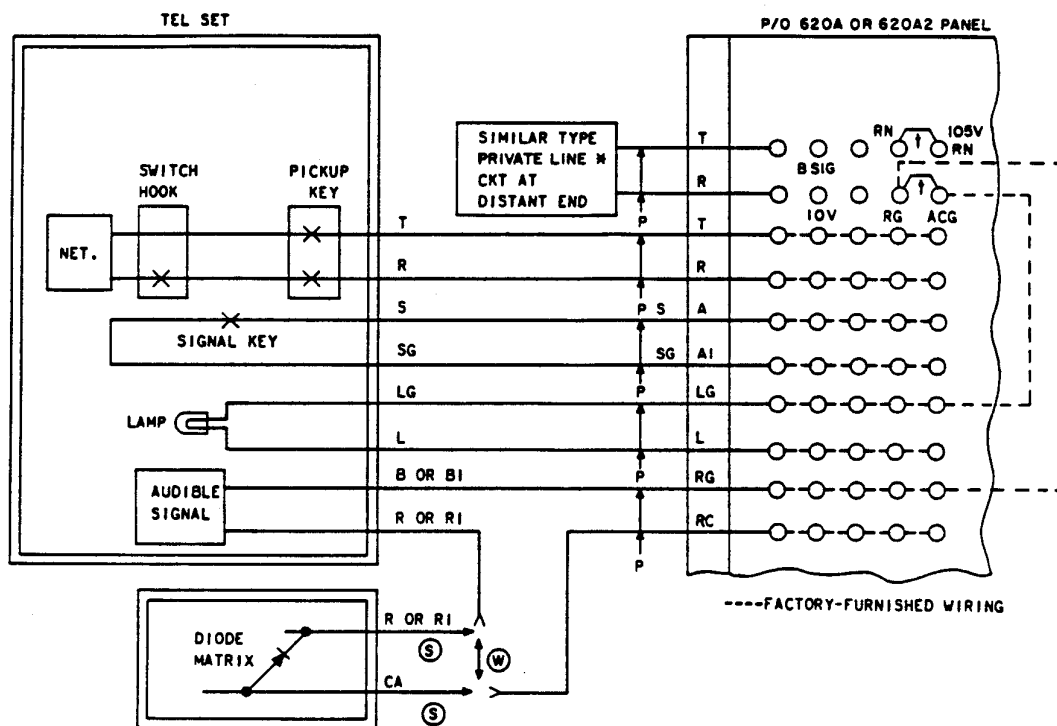 TEL SET
P/O 620A OR 620A2 PANEL
SIMILAR TYPE
PRIVATE LINE *
CKT AT
DISTANT END
T
RN
105V
RN
B SIG
SWITCH
HOOK
PICKUP
KEY
R
P
10V
RG
ACG
NET.
T
T
R
P
R
S
P
S
A
SIGNAL KEY
SG
SG
A1
P
LG
LG
LAMP
L
P
L
AUDIBLE
SIGNAL
B OR B1
P
RG
R OR R1
RC
P
----FACTORY-FURNISHED WIRING
DIODE
MATRIX
R OR R1
S
W
CA
S